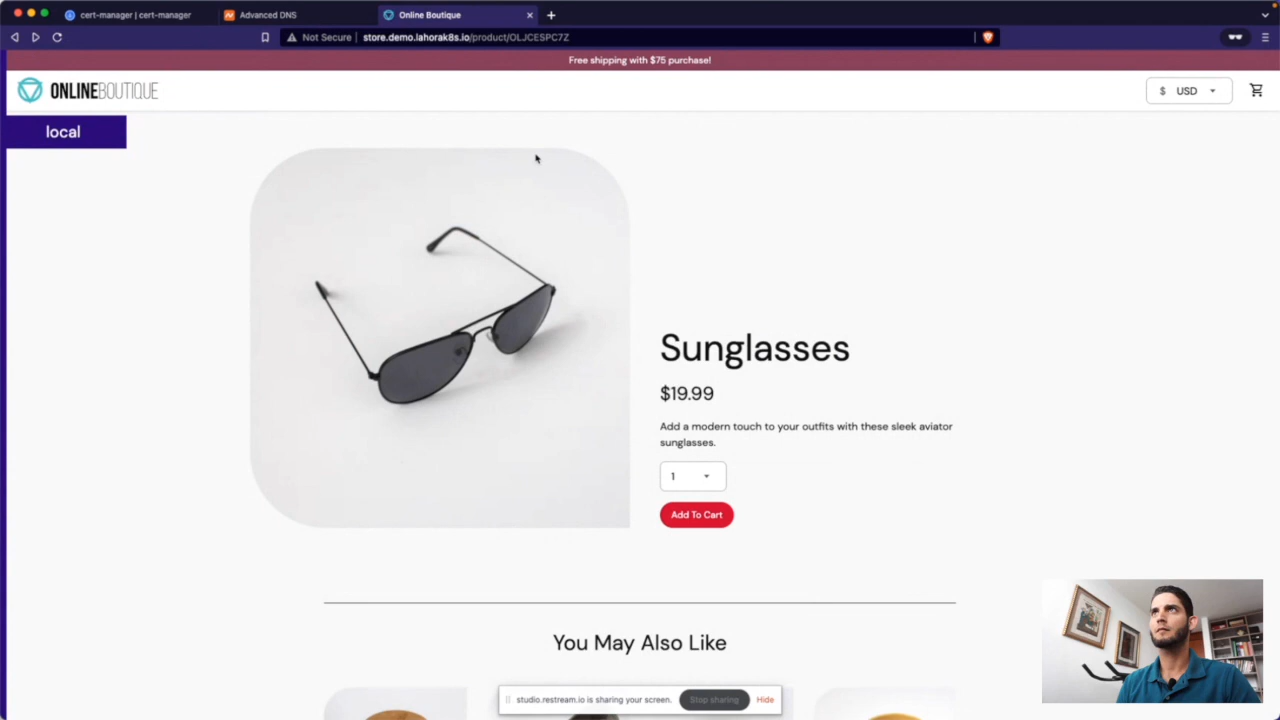 cert-manager | cert-manager
Advanced DNS
Online Boutique
Not Secure | store.demo.lahorak8s.io/product/OLJCESPC7Z
Free shipping with $75 purchase!
ONLINEBOUTIQUE
$ USD
local
Sunglasses
$19.99
Add a modern touch to your outfits with these sleek aviator
sunglasses.
1
Add To Cart
You May Also Like
studio.restream.io is sharing your screen. Stop sharing Hide